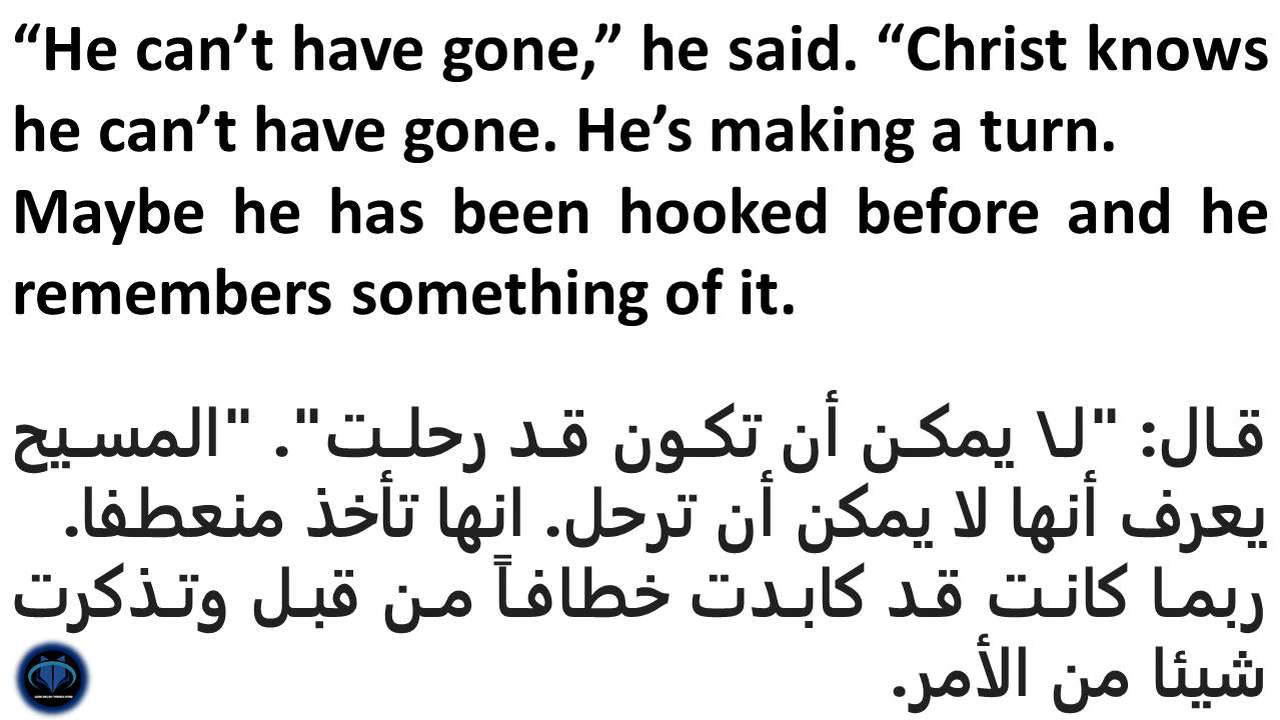 “He can’t have gone,” he said. “Christ knows
he can’t have gone. He’s making a turn.
Maybe he has been hooked before and he
remembers something of it.
قال: "لا يمكن أن تكون قد رحلت". "المسيح
يعرف أنها لا يمكن أن ترحل. انها تأخذ منعطفا.
ربما كانت قد كابدت خطافاً من قبل وتذكرت
شيئا من الأمر.